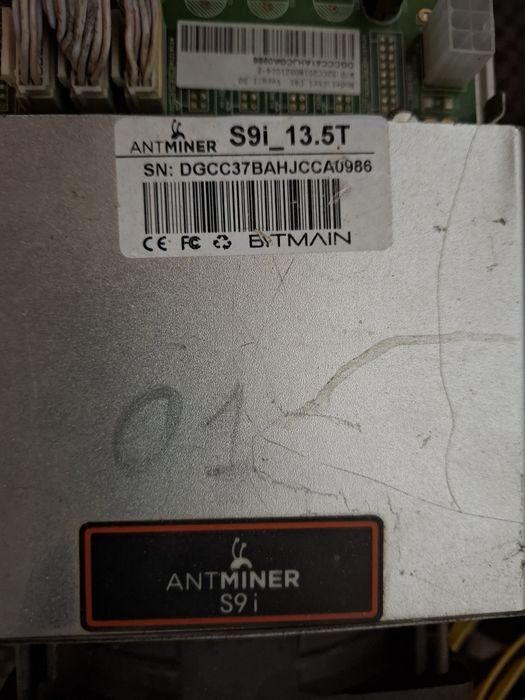 ANTMINER S9i_13.5T
SN: DGCC37BAHJCCA0986
CE FC BITMAIN
01
ANTMINER
S9i